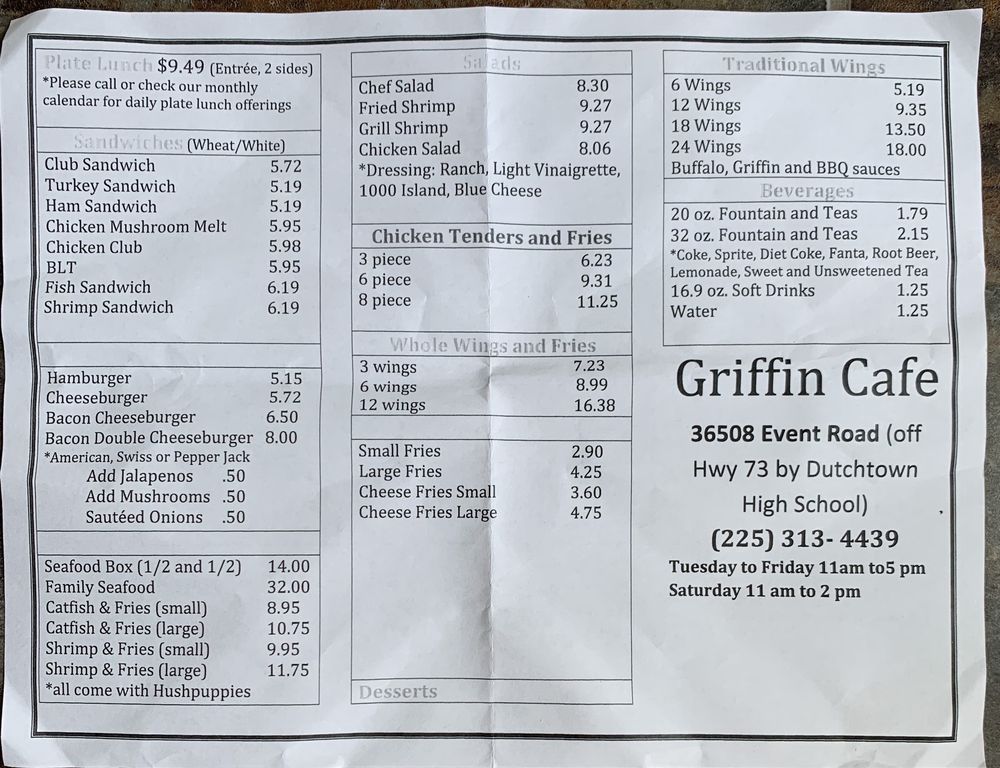 Plate Lunch $9.49 (Entrée, 2 sides)
*Please call or check our monthly
calendar for daily plate lunch offerings
Sandwiches (Wheat/White)
Club Sandwich 5.72
Turkey Sandwich 5.19
Ham Sandwich 5.19
Chicken Mushroom Melt 5.95
Chicken Club 5.98
BLT 5.95
Fish Sandwich 6.19
Shrimp Sandwich 6.19
Hamburger 5.15
Cheeseburger 5.72
Bacon Cheeseburger 6.50
Bacon Double Cheeseburger 8.00
*American, Swiss or Pepper Jack
Add Jalapenos .50
Add Mushrooms .50
Sautéed Onions .50
Seafood Box (1/2 and 1/2) 14.00
Family Seafood 32.00
Catfish & Fries (small) 8.95
Catfish & Fries (large) 10.75
Shrimp & Fries (small) 9.95
Shrimp & Fries (large) 11.75
*all come with Hushpuppies
Salads
Chef Salad 8.30
Fried Shrimp 9.27
Grill Shrimp 9.27
Chicken Salad 8.06
*Dressing: Ranch, Light Vinaigrette,
1000 Island, Blue Cheese
Chicken Tenders and Fries
3 piece 6.23
6 piece 9.31
8 piece 11.25
Whole Wings and Fries
3 wings 7.23
6 wings 8.99
12 wings 16.38
Small Fries 2.90
Large Fries 4.25
Cheese Fries Small 3.60
Cheese Fries Large 4.75
Desserts
Traditional Wings
6 Wings 5.19
12 Wings 9.35
18 Wings 13.50
24 Wings 18.00
Buffalo, Griffin and BBQ sauces
Beverages
20 oz. Fountain and Teas 1.79
32 oz. Fountain and Teas 2.15
*Coke, Sprite, Diet Coke, Fanta, Root Beer,
Lemonade, Sweet and Unsweetened Tea
16.9 oz. Soft Drinks 1.25
Water 1.25
Griffin Cafe
36508 Event Road (off
Hwy 73 by Dutchtown
High School)
(225) 313- 4439
Tuesday to Friday 11am to5 pm
Saturday 11 am to 2 pm